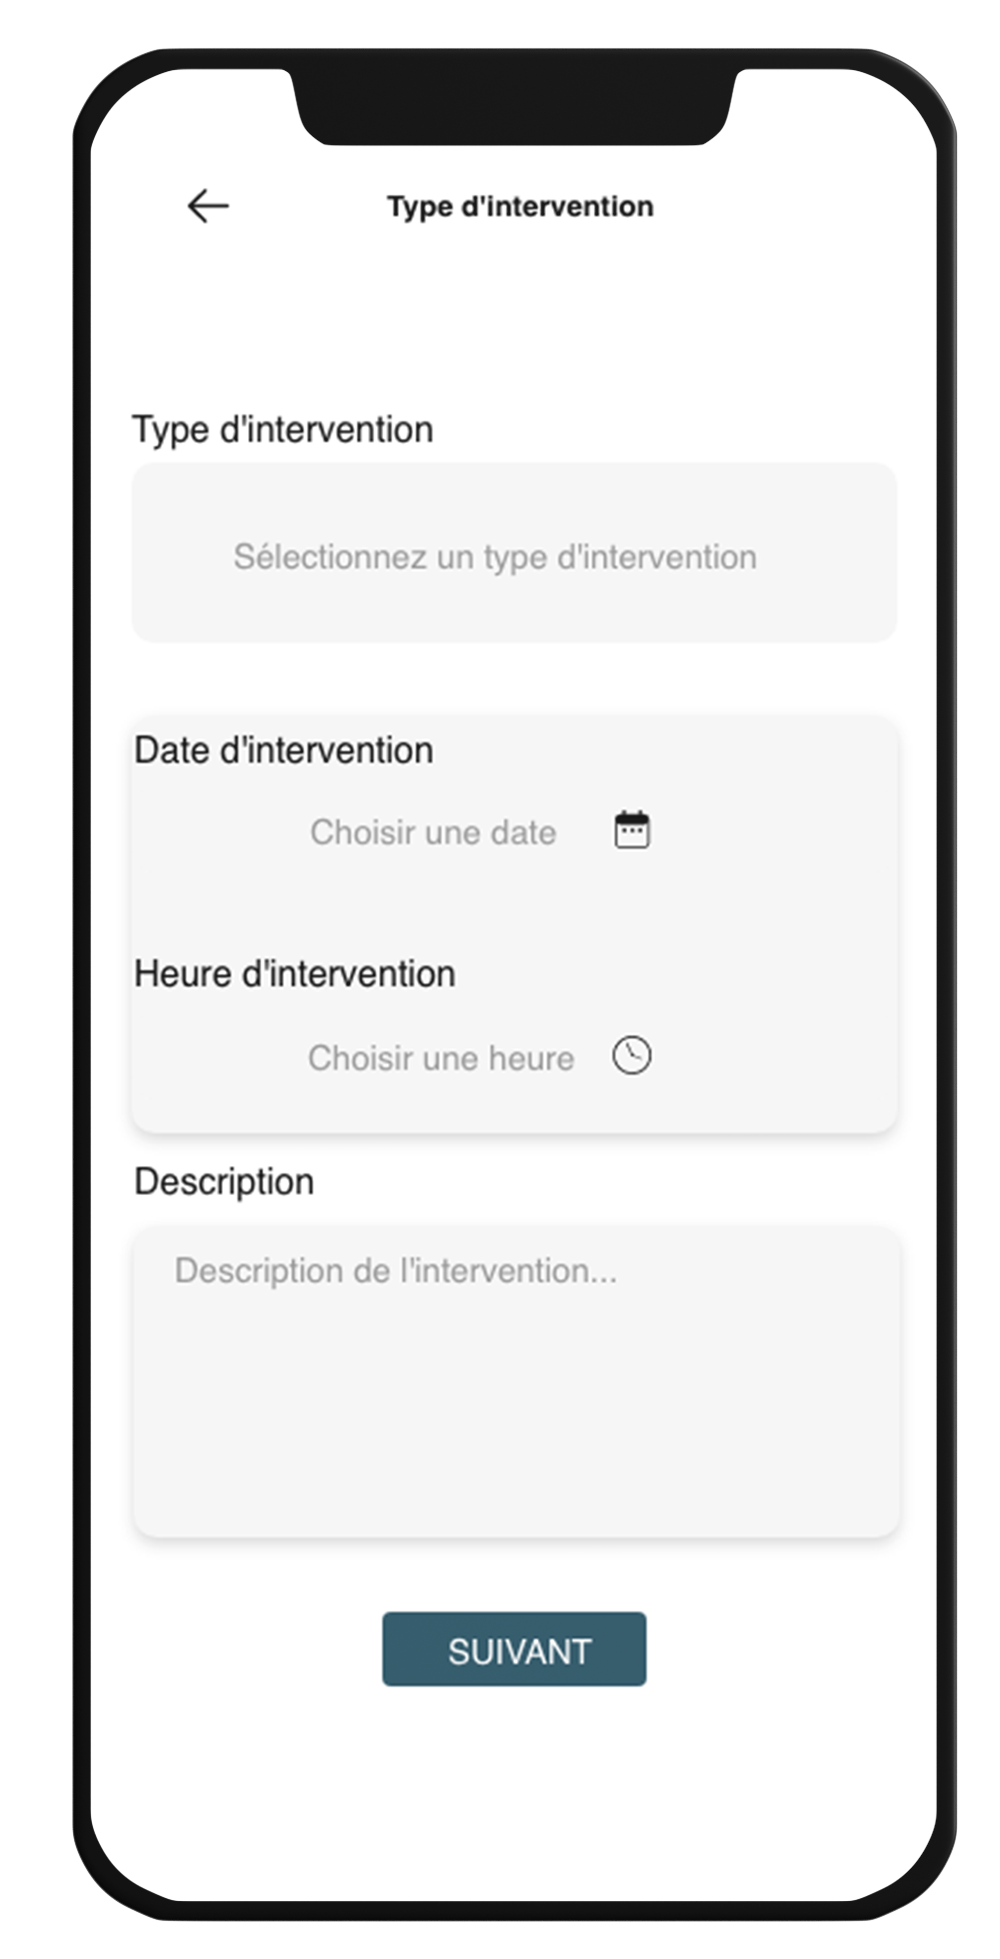 Type d'intervention
Type d'intervention
Sélectionnez un type d'intervention
Date d'intervention
Choisir une date
Heure d'intervention
Choisir une heure
Description
Description de l'intervention...
SUIVANT